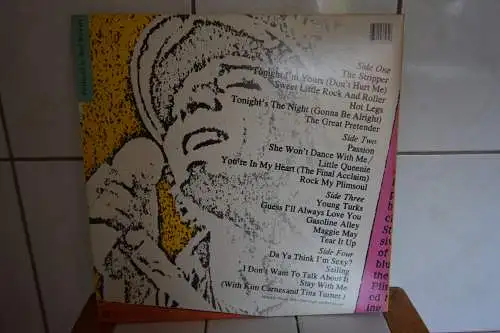 Side One
The Stripper
Tonight I'm Yours (Don't Hurt Me)
Sweet Little Rock And Roller
Hot Legs
Tonight's The Night (Gonna Be Alright)
The Great Pretender
Side Two
Passion
She Won't Dance With Me /
Little Queenie
You're In My Heart (The Final Acclaim)
Rock My Plimsoul
Side Three
Young Turks
Guess I'll Always Love You
Gasoline Alley
Maggie May
Tear It Up
Side Four
Da Ya Think I'm Sexy?
Sailing
I Don't Want To Talk About It
Stay With Me
(With Kim Carnes and Tina Turner)